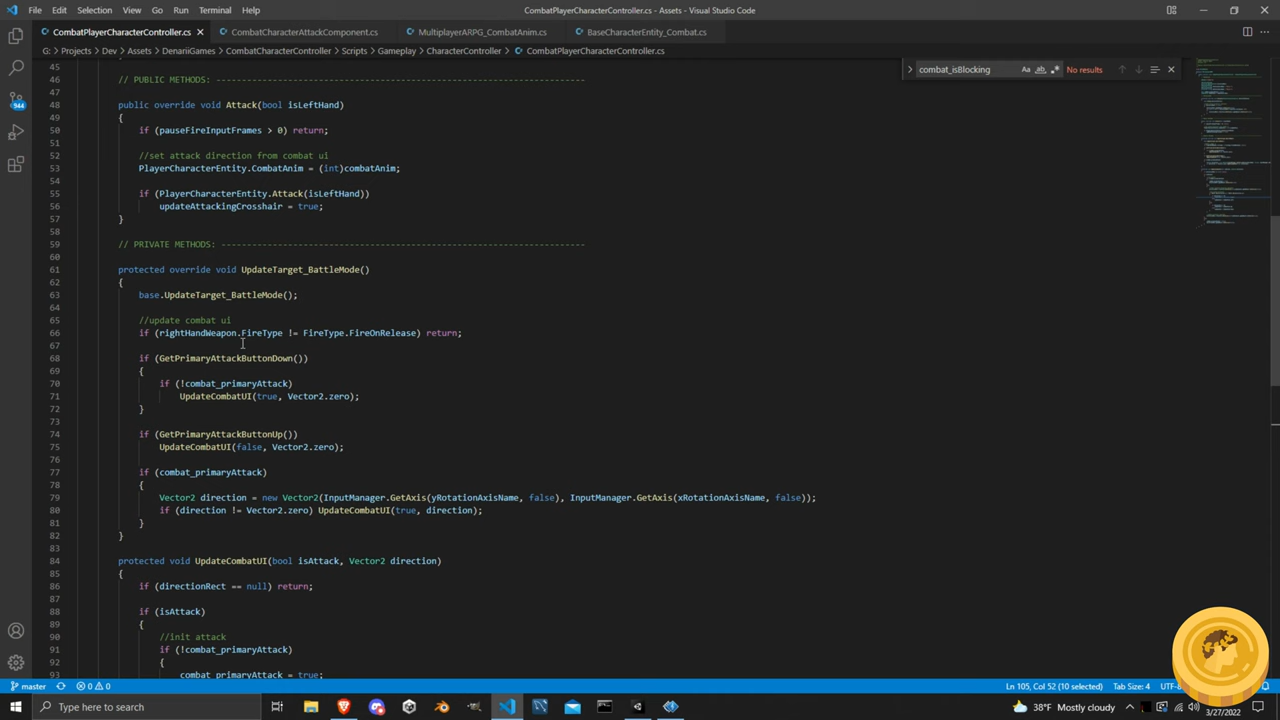 File Edit Selection View Go Run Terminal Help CombatPlayerCharacterController.cs - Assets - Visual Studio Code
CombatPlayerCharacterController.cs CombatCharacterAttackComponent.cs MultiplayerARPG_CombatAnim.cs BaseCharacterEntity_Combat.cs
G: > Projects > Dev > Assets > DenariiGames > CombatCharacterController > Scripts > Gameplay > CharacterController > CombatPlayerCharacterController.cs
combat_isBlocking Aa ab No results
45
46 // PUBLIC METHODS: ----------------------------------------------------------------
47
48 public override void Attack(bool isLeftHand)
49 {
50 if (pauseFireInputFrames > 0) return;
51
52 //set attack direction from combat ui
53 PlayerCharacterEntity.CombatAnim = (int)combatAnim;
54
55 if (PlayerCharacterEntity.Attack(isLeftHand))
56 updateAttackingCrosshair = true;
57 }
58
59 // PRIVATE METHODS: ----------------------------------------------------------------
60
61 protected override void UpdateTarget_BattleMode()
62 {
63 base.UpdateTarget_BattleMode();
64
65 //update combat ui
66 if (rightHandWeapon.FireType != FireType.FireOnRelease) return;
67
68 if (GetPrimaryAttackButtonDown())
69 {
70 if (!combat_primaryAttack)
71 UpdateCombatUI(true, Vector2.zero);
72 }
73
74 if (GetPrimaryAttackButtonUp())
75 UpdateCombatUI(false, Vector2.zero);
76
77 if (combat_primaryAttack)
78 {
79 Vector2 direction = new Vector2(InputManager.GetAxis(yRotationAxisName, false), InputManager.GetAxis(xRotationAxisName, false));
80 if (direction != Vector2.zero) UpdateCombatUI(true, direction);
81 }
82 }
83
84 protected void UpdateCombatUI(bool isAttack, Vector2 direction)
85 {
86 if (directionRect == null) return;
87
88 if (isAttack)
89 {
90 //init attack
91 if (!combat_primaryAttack)
92 {
93 combat_primaryAttack = true;
944
master 0 0 Ln 105, Col 52 (10 selected) Tab Size: 4 UTF-8
Type here to search 38°F Mostly cloudy 3/27/2022